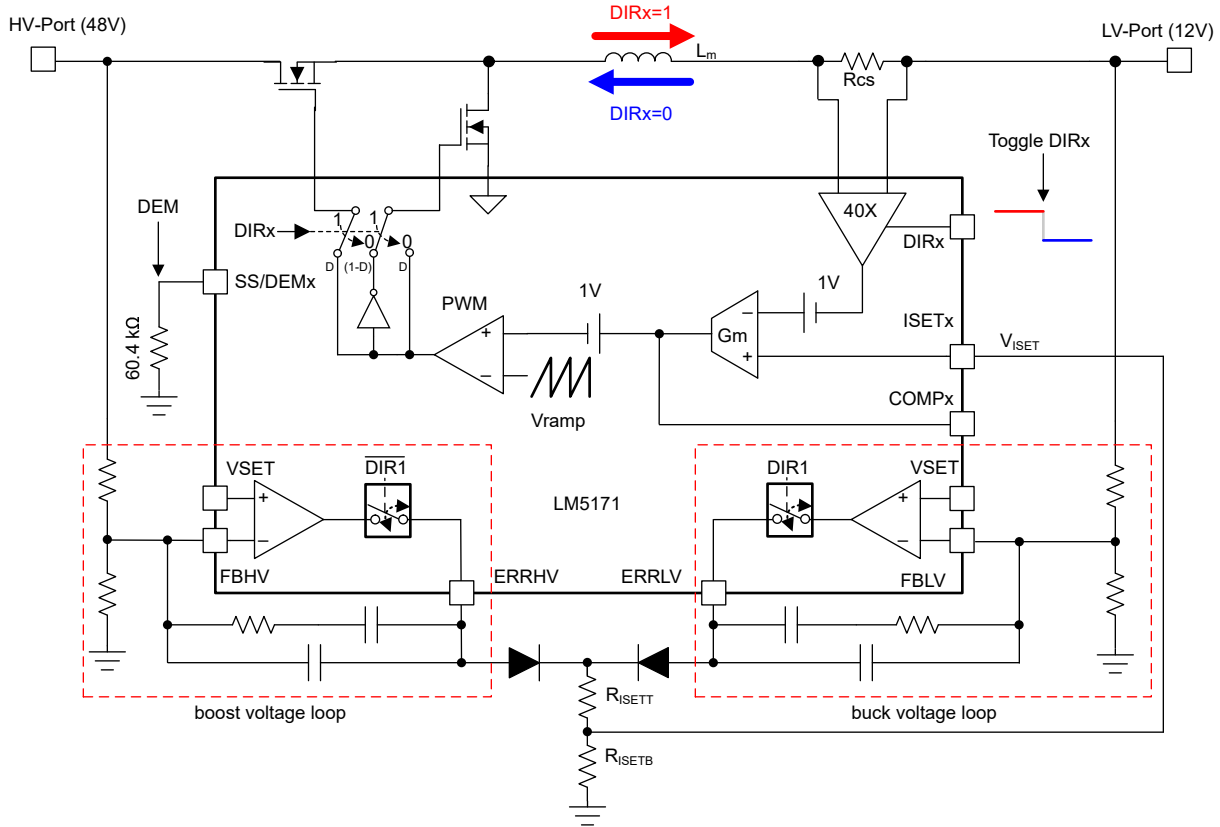 HV-Port (48V)
DIRx=1
LV-Port (12V)
Lm
Rcs
DIRx=0
Toggle DIRx
DEM
DIRx
1
1
0
0
40X
DIRx
D
(1-D)
D
SS/DEMx
1V
1V
ISETx
PWM
+
−
Gm
−
+
VISET
60.4 kΩ
Vramp
COMPx
VSET
DIR1
DIR1
VSET
+
−
LM5171
+
−
FBHV
ERRHV
ERRLV
FBLV
RISETT
boost voltage loop
buck voltage loop
RISETB